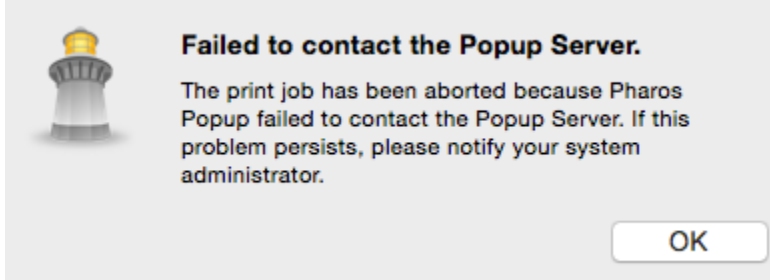 Failed to contact the Popup Server.
The print job has been aborted because Pharos
Popup failed to contact the Popup Server. If this
problem persists, please notify your system
administrator.
OK